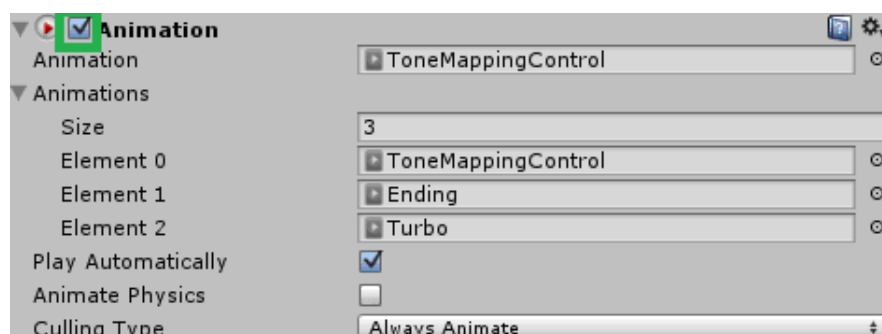 Animation
Animation ToneMappingControl
Animations
Size 3
Element 0 ToneMappingControl
Element 1 Ending
Element 2 Turbo
Play Automatically
Animate Physics
Culling Type Always Animate